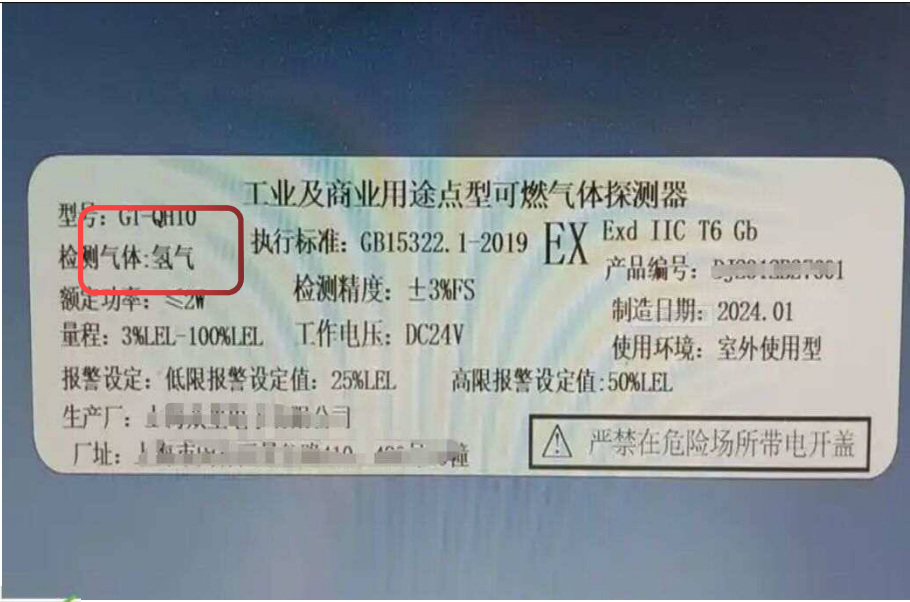 工业及商业用途点型可燃气体探测器
型号: GT-QH10
检测气体:氢气
执行标准: GB15322.1-2019
EX
Exd IIC T6 Gb
产品编号:
额定功率: ≤2W
检测精度: ±3%FS
制造日期: 2024.01
量程: 3%LEL-100%LEL
工作电压: DC24V
使用环境: 室外使用型
报警设定: 低限报警设定值: 25%LEL
高限报警设定值:50%LEL
生产厂:
公司
厂址:
严禁在危险场所带电开盖